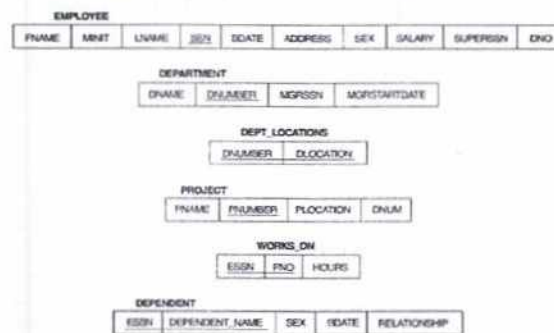 EMPLOYEE
FNAME MINIT LNAME SSN BDATE ADDRESS SEX SALARY SUPERSSN DNO
DEPARTMENT
DNAME DNUMBER MGRSSN MGRSTARTDATE
DEPT_LOCATIONS
DNUMBER DLOCATION
PROJECT
PNAME PNUMBER PLOCATION DNUM
WORKS_ON
ESSN PNO HOURS
DEPENDENT
ESSN DEPENDENT_NAME SEX BDATE RELATIONSHIP